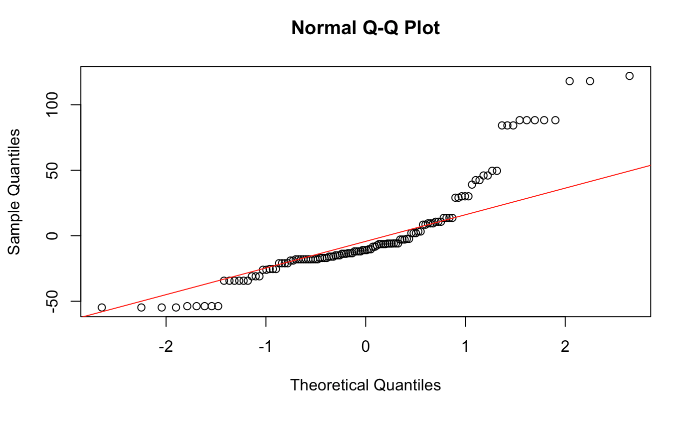 Normal Q-Q Plot
100
50
0
-50
Sample Quantiles
-2 -1 0 1 2
Theoretical Quantiles